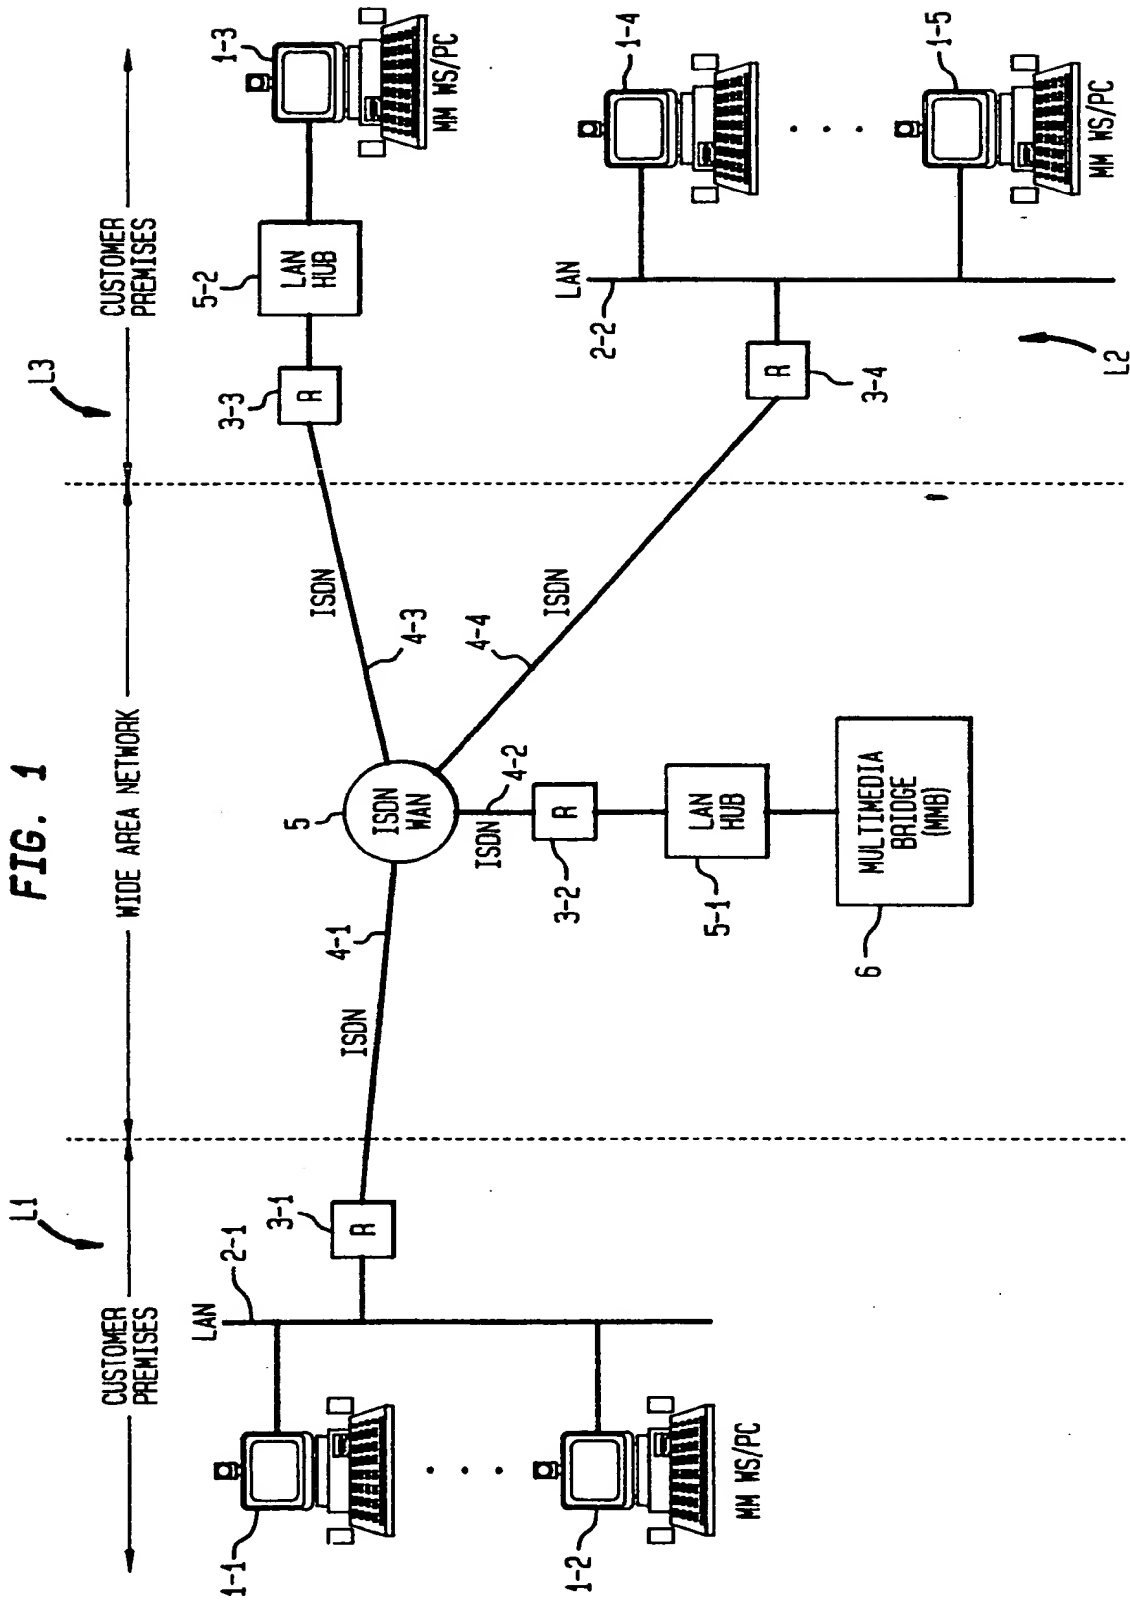 FIG. 1
L1
L3
CUSTOMER
PREMISES
WIDE AREA NETWORK
CUSTOMER
PREMISES
LAN
2-1
1-1
3-1
R
ISDN
4-1
5
ISDN
WAN
ISDN
4-3
3-3
R
5-2
LAN
HUB
1-3
MM WS/PC
1-2
MM WS/PC
ISDN
4-2
3-2
R
5-1
LAN
HUB
6
MULTIMEDIA
BRIDGE
(MMB)
4-4
ISDN
R
3-4
LAN
2-2
1-4
1-5
MM WS/PC
L2